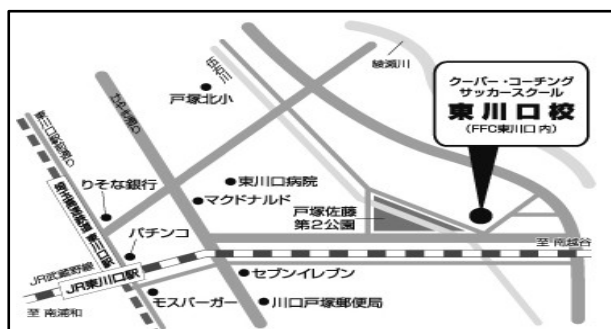 綾瀬川
クーバー・コーチング
サッカースクール
東川口校
(FFC東川口内)
戸塚北小
東川口病院
りそな銀行
マクドナルド
戸塚佐藤
第2公園
至 南越谷
パチンコ
JR武蔵野線
JR東川口駅
セブンイレブン
モスバーガー
川口戸塚郵便局
至 南浦和